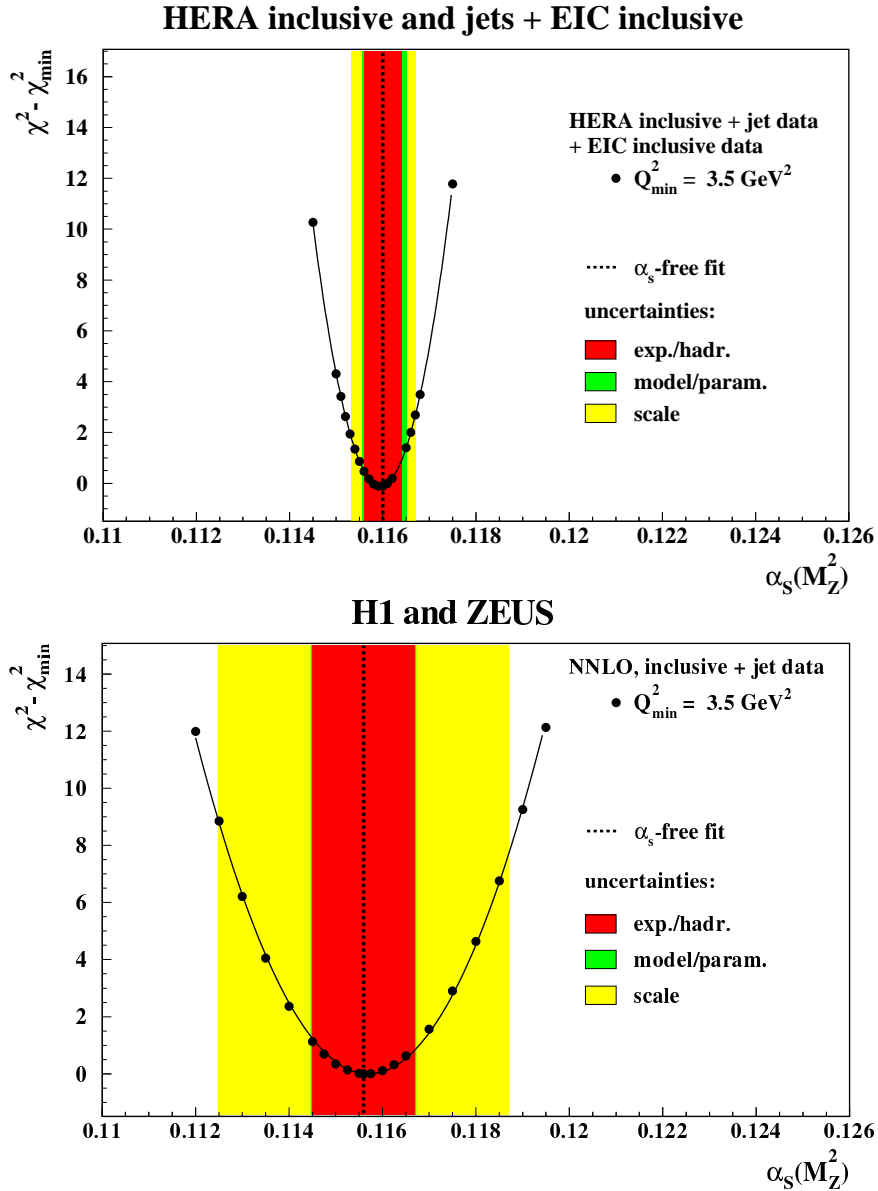 HERA inclusive and jets + EIC inclusive
χ² - χ²min
16
14
12
10
8
6
4
2
0
HERA inclusive + jet data
+ EIC inclusive data
Q²min = 3.5 GeV²
αs-free fit
uncertainties:
exp./hadr.
model/param.
scale
0.11 0.112 0.114 0.116 0.118 0.12 0.122 0.124 0.126
αS(M²Z)
H1 and ZEUS
χ² - χ²min
14
12
10
8
6
4
2
0
NNLO, inclusive + jet data
Q²min = 3.5 GeV²
αs-free fit
uncertainties:
exp./hadr.
model/param.
scale
0.11 0.112 0.114 0.116 0.118 0.12 0.122 0.124 0.126
αS(M²Z)